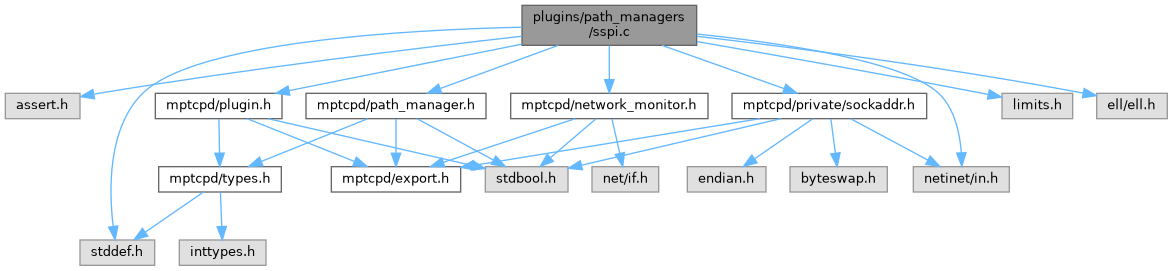 plugins/path_managers
/sspi.c
assert.h
mptcpd/plugin.h
mptcpd/path_manager.h
mptcpd/network_monitor.h
mptcpd/private/sockaddr.h
limits.h
ell/ell.h
mptcpd/types.h
mptcpd/export.h
stdbool.h
net/if.h
endian.h
byteswap.h
netinet/in.h
stddef.h
inttypes.h